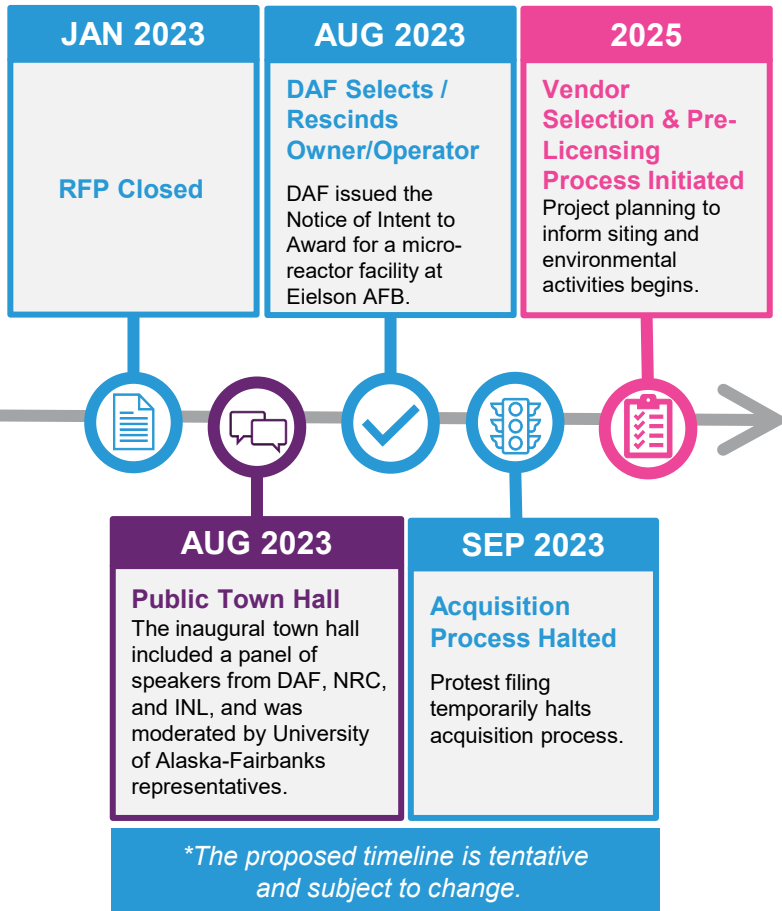 JAN 2023
RFP Closed
AUG 2023
Public Town Hall
The inaugural town hall
included a panel of
speakers from DAF, NRC,
and INL, and was
moderated by University
of Alaska-Fairbanks
representatives.
AUG 2023
DAF Selects /
Rescinds
Owner/Operator
DAF issued the
Notice of Intent to
Award for a micro-
reactor facility at
Eielson AFB.
SEP 2023
Acquisition
Process Halted
Protest filing
temporarily halts
acquisition process.
2025
Vendor
Selection & Pre-
Licensing
Process Initiated
Project planning to
inform siting and
environmental
activities begins.
*The proposed timeline is tentative
and subject to change.